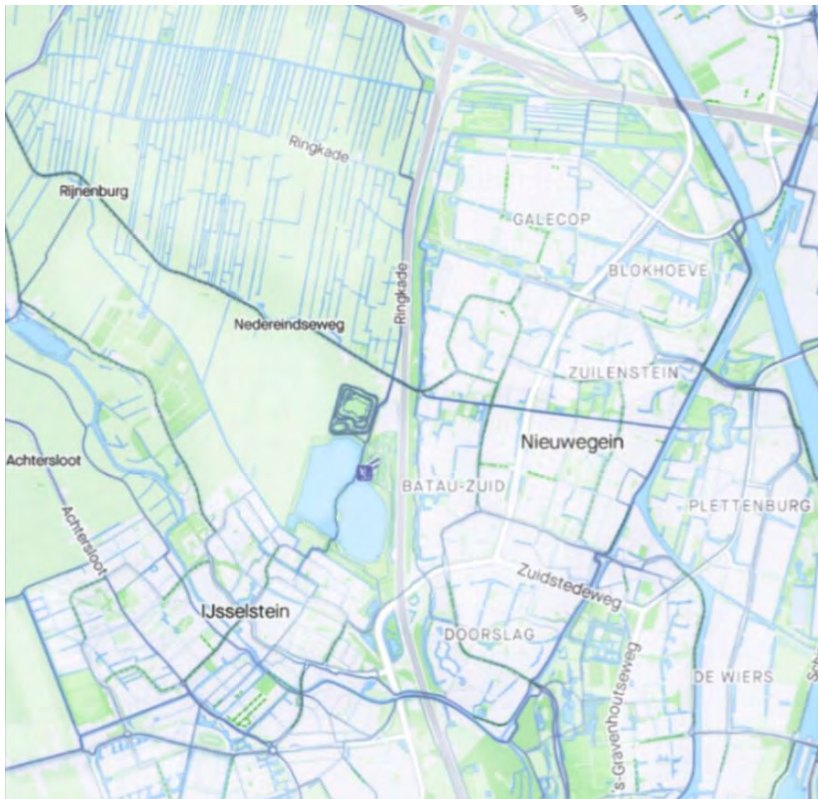 Ringkade
Rijnenburg
GALECOP
BLOKHOEVE
Ringkade
Nedereindseweg
ZUILENSTEIN
Nieuwegein
Achtersloot
BATAU-ZUID
PLETTENBURG
Achtersloot
Zuidstedeweg
IJsselstein
DOORSLAG
DE WIERS
's-Gravenhoutseweg